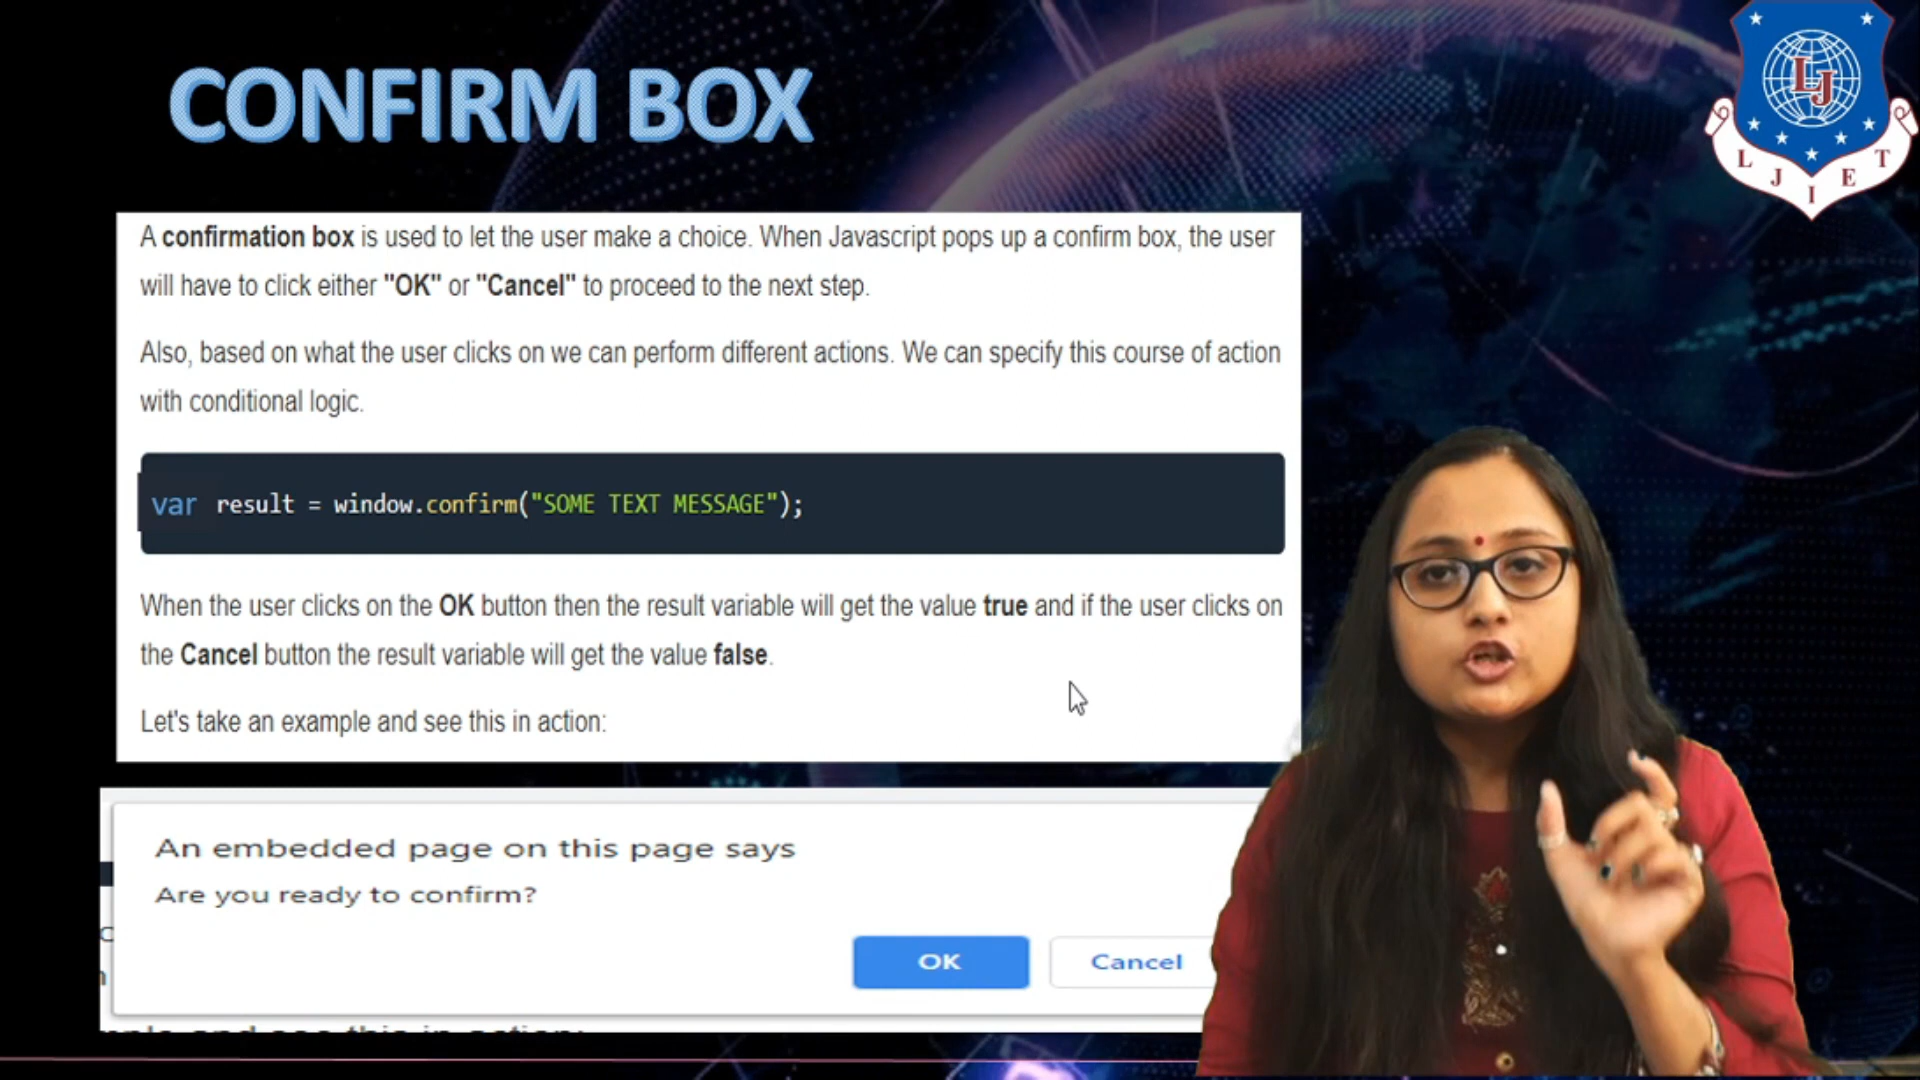 CONFIRM BOX
LJ
L J I E T
A confirmation box is used to let the user make a choice. When Javascript pops up a confirm box, the user
will have to click either "OK" or "Cancel" to proceed to the next step.
Also, based on what the user clicks on we can perform different actions. We can specify this course of action
with conditional logic.
var result = window.confirm("SOME TEXT MESSAGE");
When the user clicks on the OK button then the result variable will get the value true and if the user clicks on
the Cancel button the result variable will get the value false.
Let's take an example and see this in action:
An embedded page on this page says
Are you ready to confirm?
OK Cancel
and see this in action: